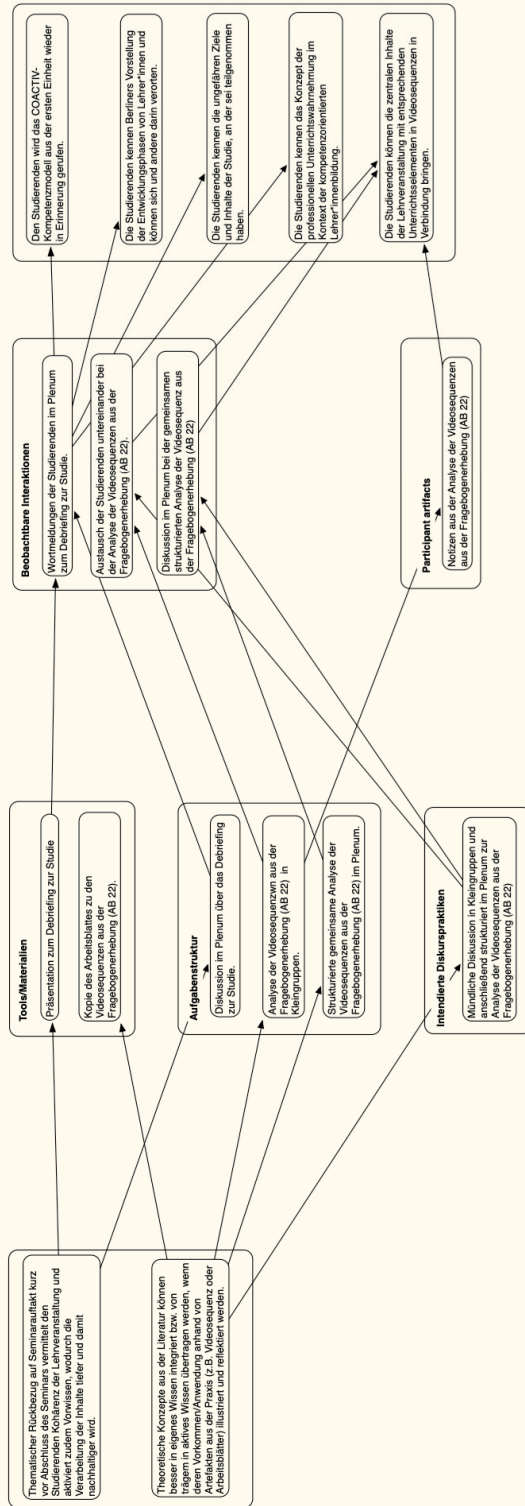 Thematischer Rückbezug auf Seminarauftakt kurz
vor Abschluss des Seminars vermittelt den
Studierenden Kohärenz der Lehrveranstaltung und
aktiviert zudem Vorwissen, wodurch die
Verarbeitung der Inhalte tiefer und damit
nachhaltiger wird.
Theoretische Konzepte aus der Literatur können
besser in eigenes Wissen integriert bzw. von
trägem in aktives Wissen übertragen werden, wenn
deren Vorkommen/Anwendung anhand von
Artefakten aus der Praxis (z.B. Videosequenz oder
Arbeitsblätter) illustriert und reflektiert werden.
Tools/Materialien
Präsentation zum Debriefing zur Studie
Kopie des Arbeitsblattes zu den
Videosequenzen aus der
Fragebogenerhebung (AB 22).
Aufgabenstruktur
Diskussion im Plenum über das Debriefing
zur Studie.
Analyse der Videosequenzwn aus der
Fragebogenerhebung (AB 22) in
Kleingruppen.
Strukturierte gemeinsame Analyse der
Videosequenzen aus der
Fragebogenerhebung (AB 22) im Plenum.
Intendierte Diskurspraktiken
Mündliche Diskussion in Kleingruppen und
anschließend strukturiert im Plenum zur
Analyse der Videosequenzen aus der
Fragebogenerhebung (AB 22)
Beobachtbare Interaktionen
Wortmeldungen der Studierenden im Plenum
zum Debriefing zur Studie.
Austausch der Studierenden untereinander bei
der Analyse der Videosequenzen aus der
Fragebogenerhebung (AB 22).
Diskussion im Plenum bei der gemeinsamen
strukturierten Analyse der Videosequenz aus
der Fragebogenerhebung (AB 22)
Participant artifacts
Notizen aus der Analyse der Videosequenzen
aus der Fragebogenerhebung (AB 22)
Den Studierenden wird das COACTIV-
Kompetenzmodell aus der ersten Einheit wieder
in Erinnerung gerufen.
Die Studierenden kennen Berliners Vorstellung
der Entwicklungsphasen von Lehrer*innen und
können sich und andere darin verorten.
Die Studierenden kennen die ungefähren Ziele
und Inhalte der Studie, an der sei teilgenommen
haben.
Die Studierenden kennen das Konzept der
professionellen Unterrichtswahrnehmung im
Kontext der kompetenzorientierten
Lehrer*innenbildung.
Die Studierenden können die zentralen Inhalte
der Lehrveranstaltung mit entsprechenden
Unterrichtsselementen in Videosequenzen in
Verbindung bringen.